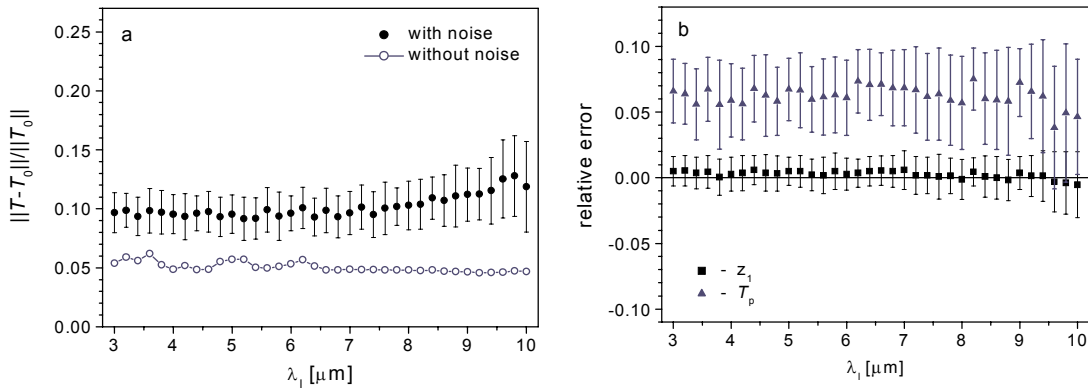 a
with noise
without noise
||T - T₀||/||T₀||
0.25
0.20
0.15
0.10
0.05
0.00
3 4 5 6 7 8 9 10
λₗ [μm]
b
relative error
0.10
0.05
0.00
-0.05
-0.10
- z₁
- Tₚ
3 4 5 6 7 8 9 10
λₗ [μm]